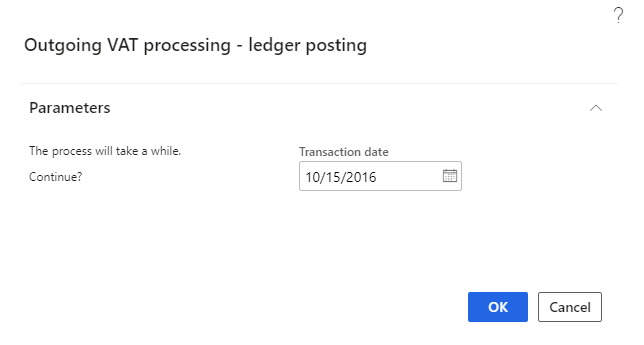 ?
Outgoing VAT processing - ledger posting
Parameters
The process will take a while.
Continue?
Transaction date
10/15/2016
OK
Cancel